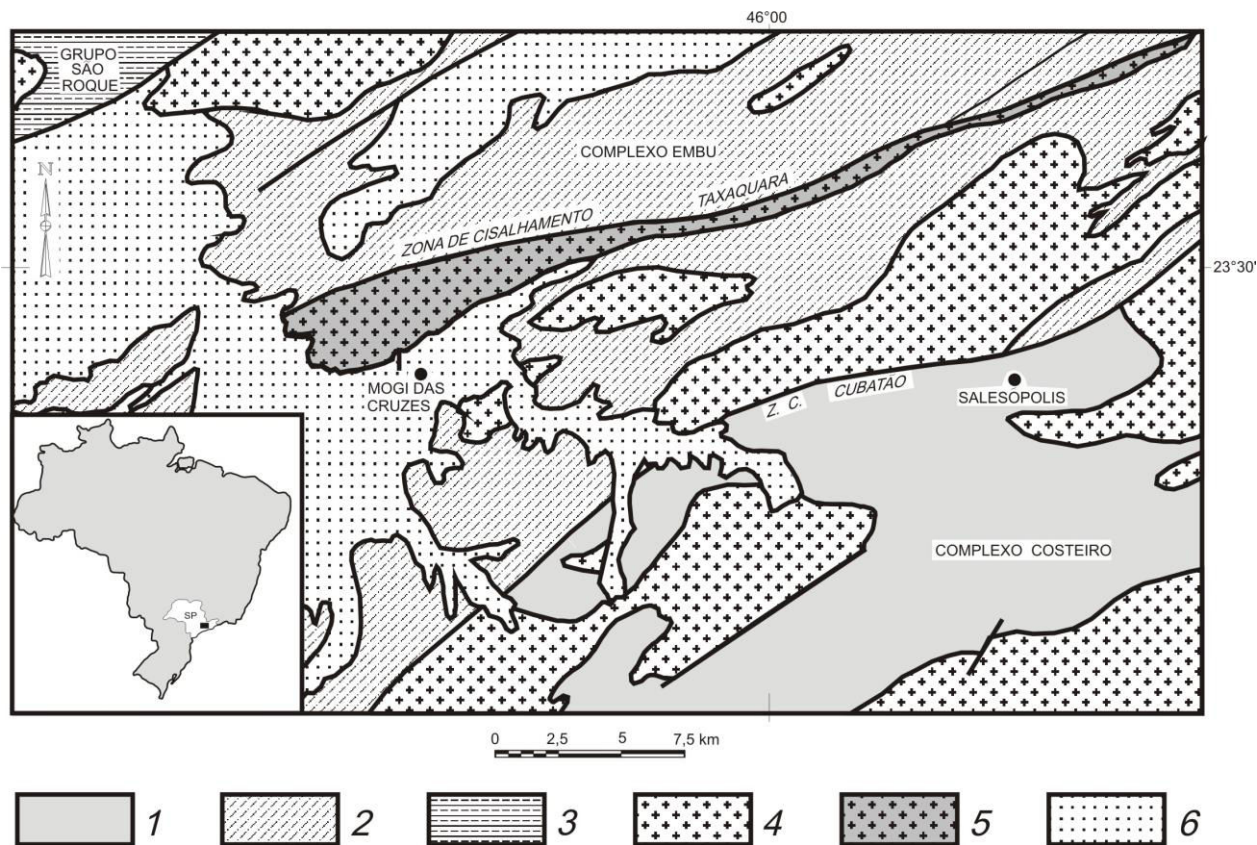 46°00
GRUPO
SÃO
ROQUE
COMPLEXO EMBU
N
ZONA DE CISALHAMENTO TAXAQUARA
23°30'
MOGI DAS
CRUZES
Z. C. CUBATÃO
SALESÓPOLIS
COMPLEXO COSTEIRO
SP
0 2,5 5 7,5 km
1 2 3 4 5 6